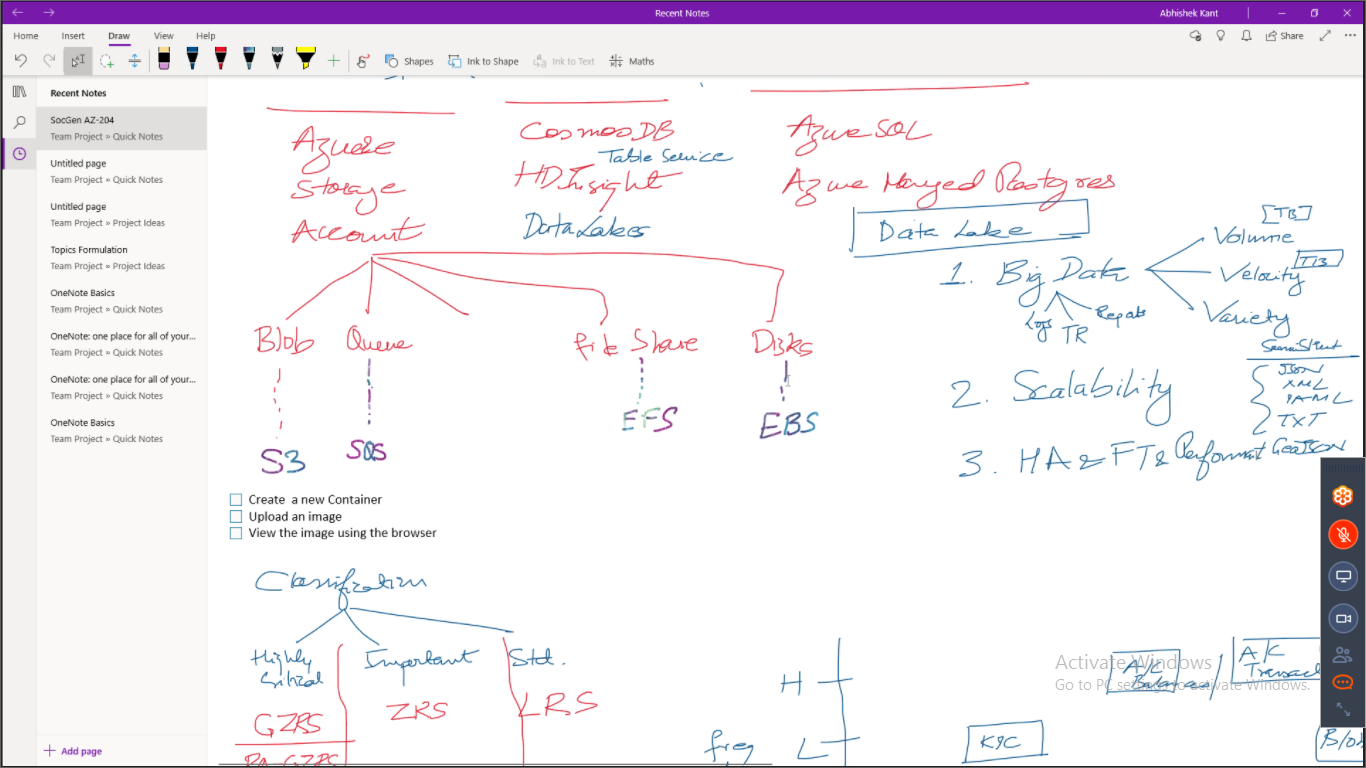 Recent Notes
Abhishek Kant
Home Insert Draw View Help
Share
Shapes
Ink to Shape
Ink to Text
Maths
Recent Notes
SocGen AZ-204
Team Project » Quick Notes
Untitled page
Team Project » Quick Notes
Untitled page
Team Project » Project Ideas
Topics Formulation
Team Project » Project Ideas
OneNote Basics
Team Project » Quick Notes
OneNote: one place for all of your...
Team Project » Quick Notes
OneNote: one place for all of your...
Team Project » Quick Notes
OneNote Basics
Team Project » Quick Notes
Add page
Azure
Storage
Account
CosmosDB
Table Service
HDInsight
DataLakes
Azure SQL
Azure Managed Postgres
Blob
Queue
File Share
Disks
S3
SQS
EFS
EBS
Data Lake
1. Big Data
Logs
TR
[TB]
Volume
Velocity
Variety
2. Scalability
JSON
XML
TXT
3. HA & FT &
GeoJSON
Create a new Container
Upload an image
View the image using the browser
Classification
Highly
Critical
Important
Std.
GZRS
RA-GZRS
ZRS
LRS
H
L
freq
A/C
Balances
A/C
KYC
Activate Windows
Go to PC settings to activate Windows.